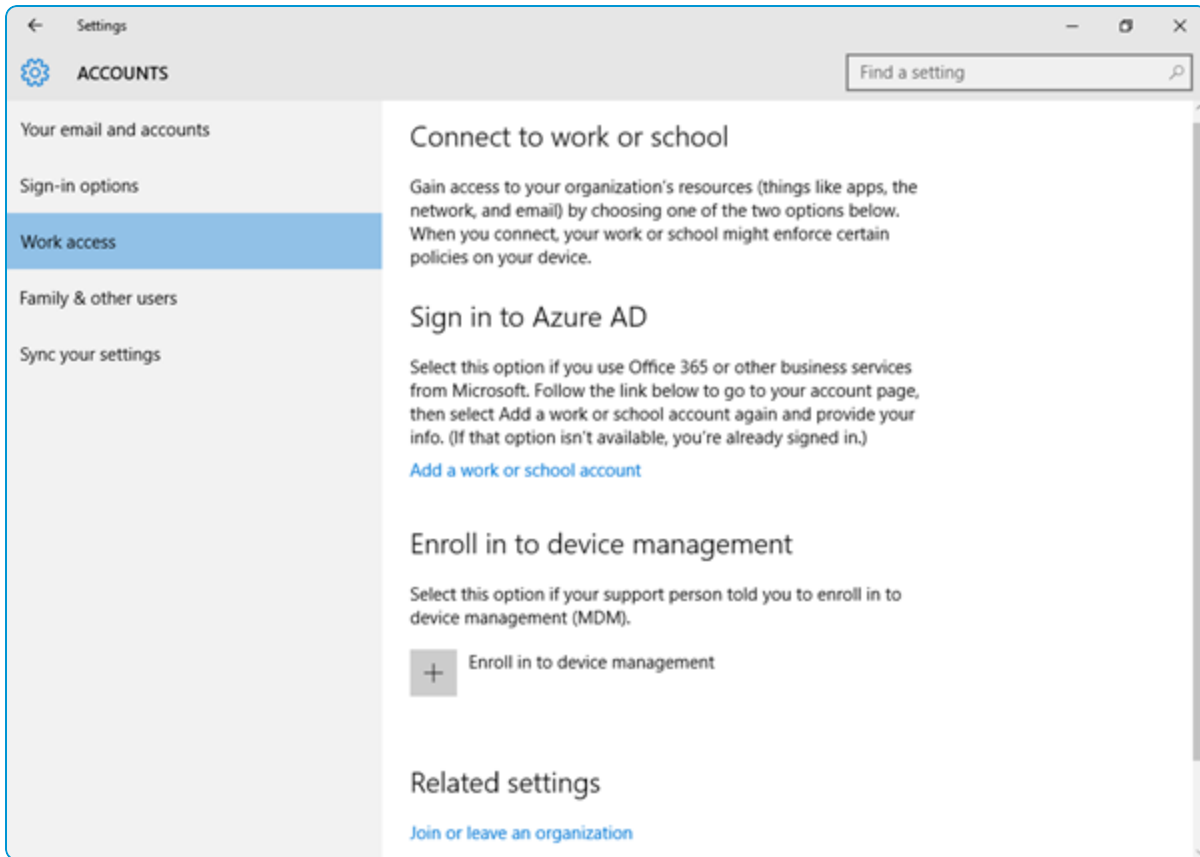 Settings
ACCOUNTS
Find a setting
Your email and accounts
Sign-in options
Work access
Family & other users
Sync your settings
Connect to work or school
Gain access to your organization's resources (things like apps, the
network, and email) by choosing one of the two options below.
When you connect, your work or school might enforce certain
policies on your device.
Sign in to Azure AD
Select this option if you use Office 365 or other business services
from Microsoft. Follow the link below to go to your account page,
then select Add a work or school account again and provide your
info. (If that option isn't available, you're already signed in.)
Add a work or school account
Enroll in to device management
Select this option if your support person told you to enroll in to
device management (MDM).
Enroll in to device management
Related settings
Join or leave an organization